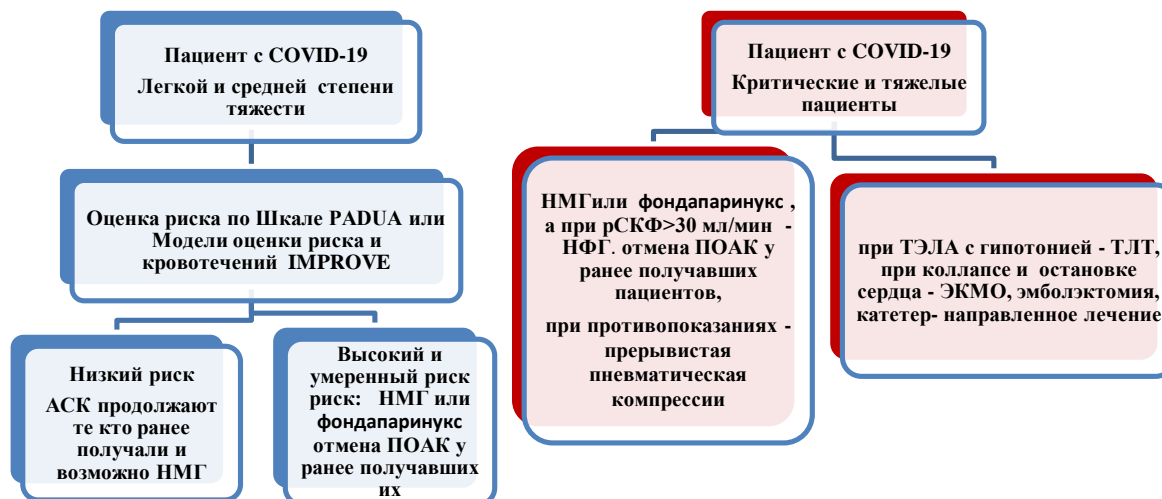 Пациент с COVID-19
Легкой и средней степени
тяжести
Оценка риска по Шкале PADUA или
Модели оценки риска и
кровотечений IMPROVE
Низкий риск
АСК продолжают
те кто ранее
получали и
возможно НМГ
Высокий и
умеренный риск
риск: НМГ или
фондапаринукс
отмена ПОАК у
ранее получавших
их
Пациент с COVID-19
Критические и тяжелые
пациенты
НМГили фондапаринукс ,
а при рСКФ>30 мл/мин -
НФГ. отмена ПОАК у
ранее получавших
пациентов,
при противопоказаниях -
прерывистая
пневматическая
компрессии
при ТЭЛА с гипотонией - ТЛТ,
при коллапсе и остановке
сердца - ЭКМО, эмболэктомия,
катетер- направленное лечение